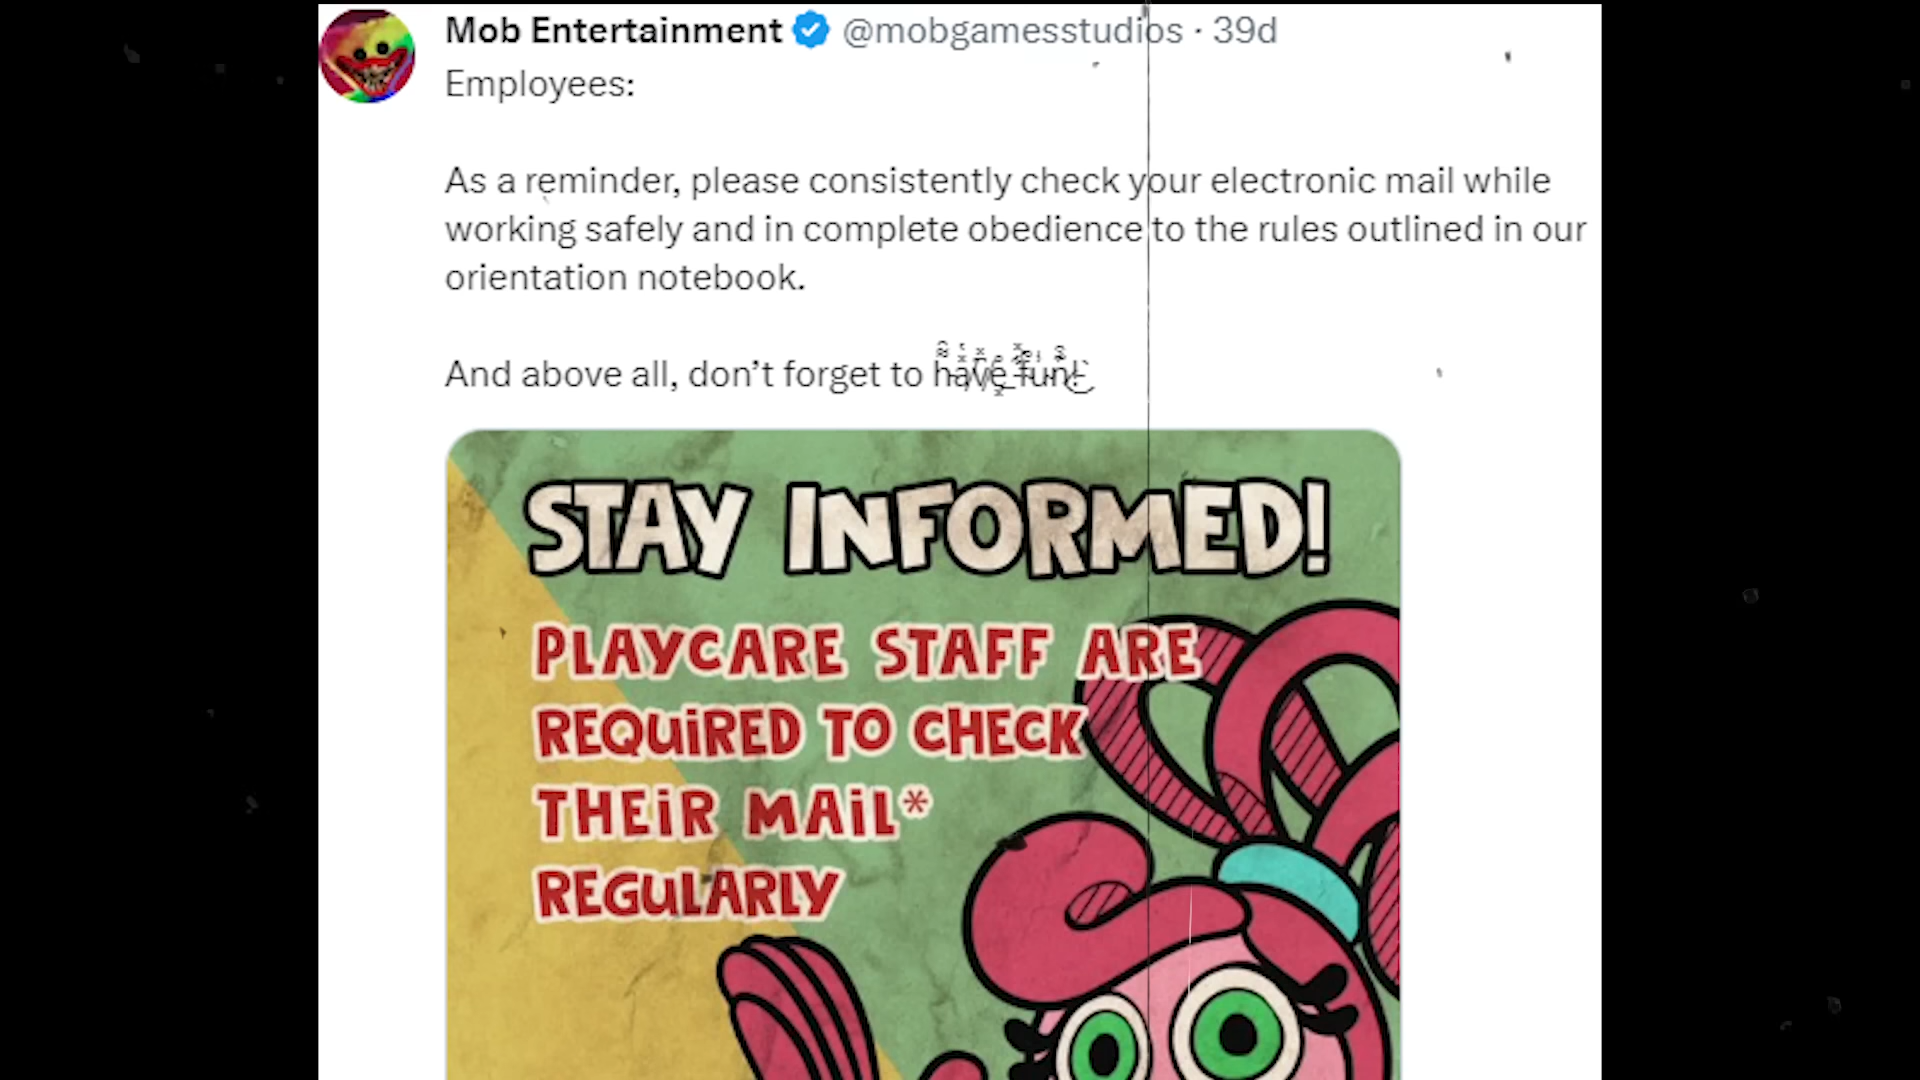 Mob Entertainment @mobgamesstudios · 39d
Employees:
As a reminder, please consistently check your electronic mail while
working safely and in complete obedience to the rules outlined in our
orientation notebook.
And above all, don’t forget to have fun!
STAY INFORMED!
PLAYCARE STAFF ARE
REQUiRED TO CHECK
THEiR MAiL*
REGULARLY